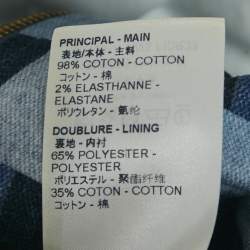 PRINCIPAL - MAIN
表地/本体・主料
98% COTON - COTTON
コットン - 棉
2% ELASTHANNE -
ELASTANE
ポリウレタン - 氨纶
DOUBLURE - LINING
裏地・内衬
65% POLYESTER -
POLYESTER
ポリエステル - 聚酯纤维
35% COTON - COTTON
コットン - 棉